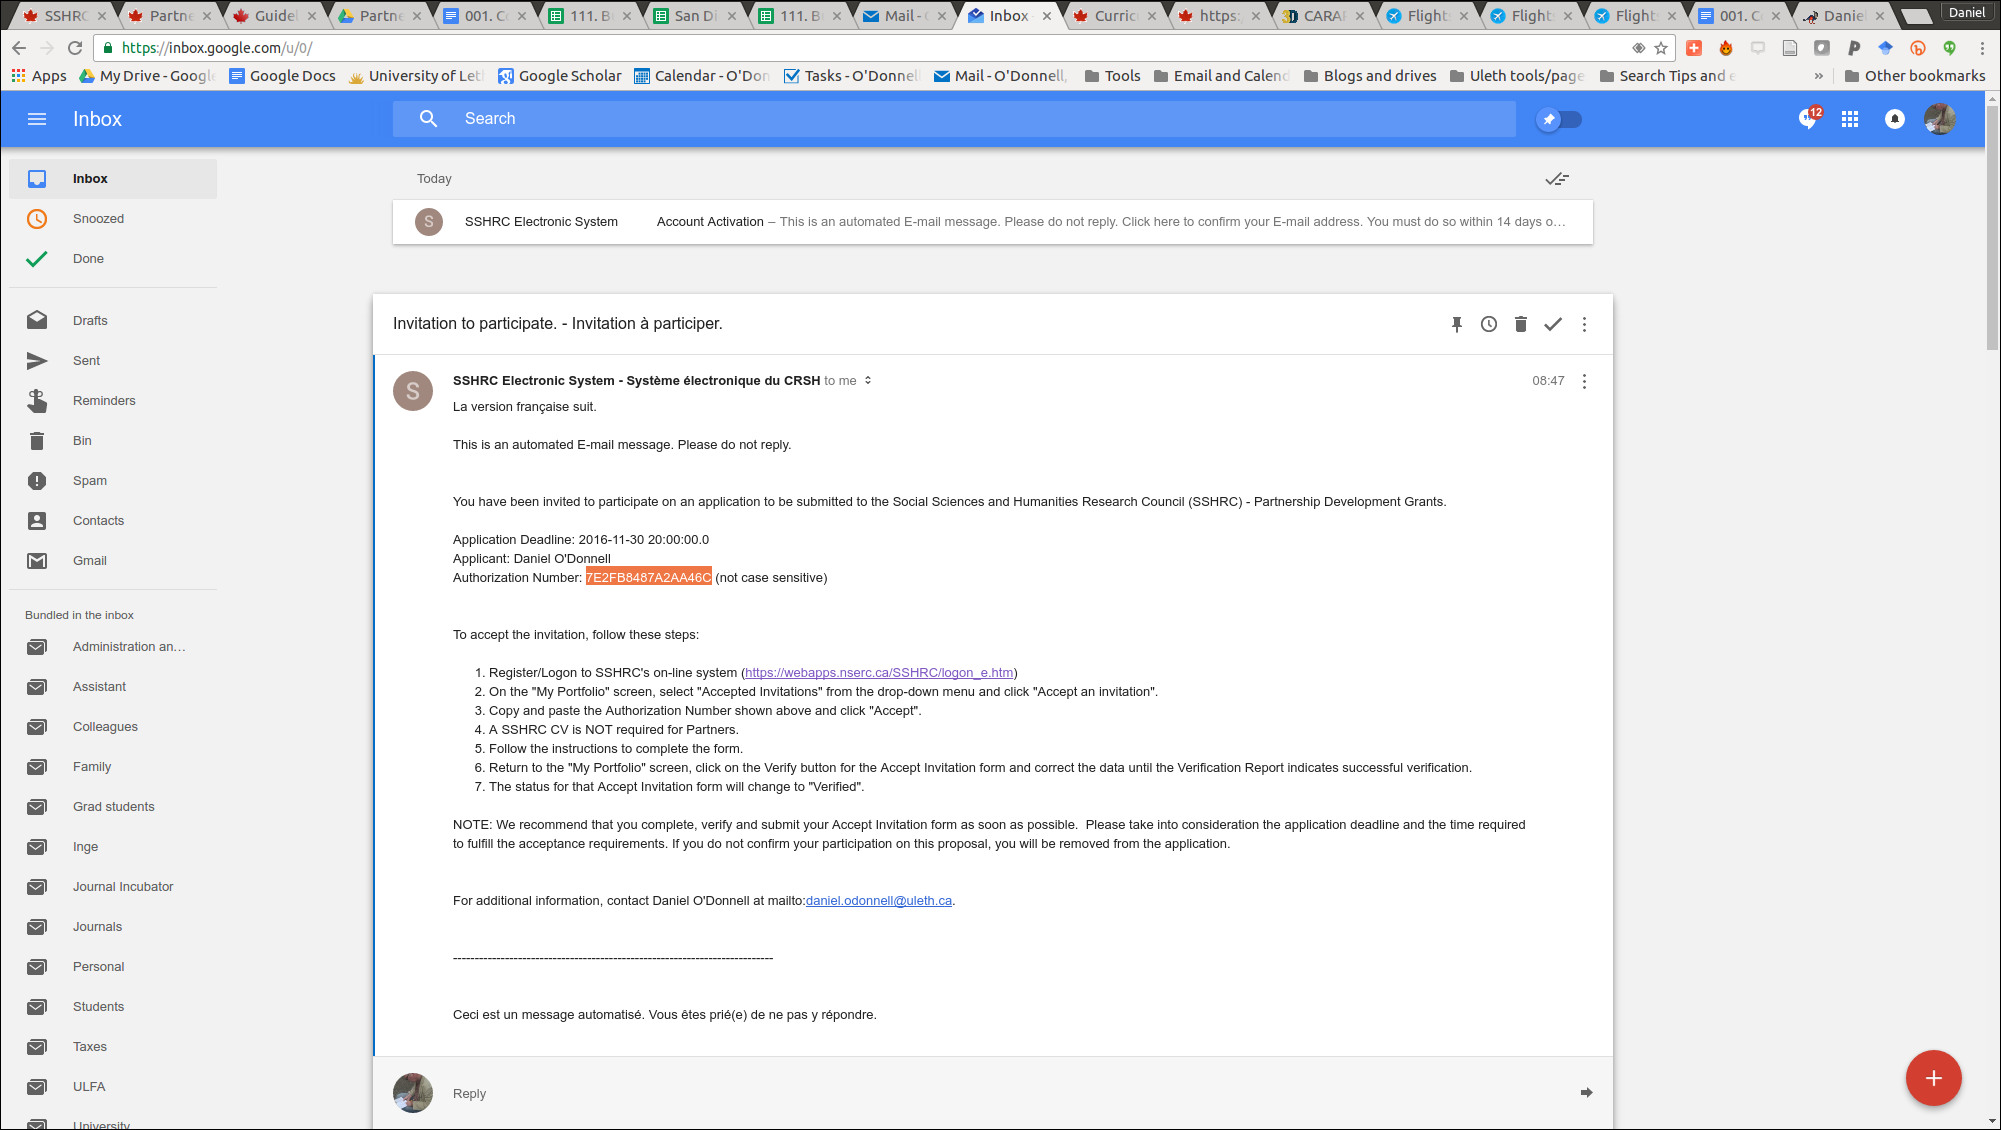 SSHRC
Partne
Guidel
Partne
001. C
111. B
San Di
111. B
Mail -
Inbox
Curric
https:
CARA
Flights
Flights
Flights
001. C
Daniel
Daniel
https://inbox.google.com/u/0/
Apps
My Drive - Google
Google Docs
University of Let
Google Scholar
Calendar - O'Don
Tasks - O'Donnell
Mail - O'Donnell,
Tools
Email and Calend
Blogs and drives
Uleth tools/page
Search Tips and e
»
Other bookmarks
Inbox
Search
12
Inbox
Snoozed
Done
Drafts
Sent
Reminders
Bin
Spam
Contacts
Gmail
Bundled in the inbox
Administration an…
Assistant
Colleagues
Family
Grad students
Inge
Journal Incubator
Journals
Personal
Students
Taxes
ULFA
University
Today
S SSHRC Electronic System Account Activation – This is an automated E-mail message. Please do not reply. Click here to confirm your E-mail address. You must do so within 14 days o…
Invitation to participate. - Invitation à participer.
S
SSHRC Electronic System - Système électronique du CRSH to me 08:47
La version française suit.
This is an automated E-mail message. Please do not reply.
You have been invited to participate on an application to be submitted to the Social Sciences and Humanities Research Council (SSHRC) - Partnership Development Grants.
Application Deadline: 2016-11-30 20:00:00.0
Applicant: Daniel O'Donnell
Authorization Number: 7E2FB8487A2AA46C (not case sensitive)
To accept the invitation, follow these steps:
1. Register/Logon to SSHRC's on-line system (https://webapps.nserc.ca/SSHRC/logon_e.htm)
2. On the "My Portfolio" screen, select "Accepted Invitations" from the drop-down menu and click "Accept an invitation".
3. Copy and paste the Authorization Number shown above and click "Accept".
4. A SSHRC CV is NOT required for Partners.
5. Follow the instructions to complete the form.
6. Return to the "My Portfolio" screen, click on the Verify button for the Accept Invitation form and correct the data until the Verification Report indicates successful verification.
7. The status for that Accept Invitation form will change to "Verified".
NOTE: We recommend that you complete, verify and submit your Accept Invitation form as soon as possible. Please take into consideration the application deadline and the time required
to fulfill the acceptance requirements. If you do not confirm your participation on this proposal, you will be removed from the application.
For additional information, contact Daniel O'Donnell at mailto:daniel.odonnell@uleth.ca.
--------------------------------------------------------------------------
Ceci est un message automatisé. Vous êtes prié(e) de ne pas y répondre.
Reply